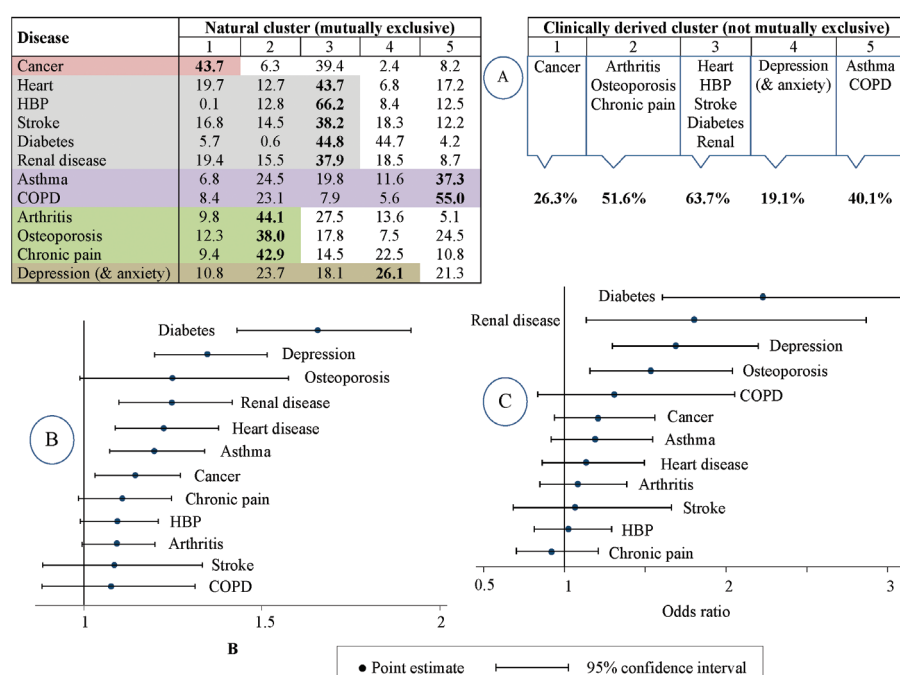 Disease Natural cluster (mutually exclusive)
1 2 3 4 5
Cancer 43.7 6.3 39.4 2.4 8.2
Heart 19.7 12.7 43.7 6.8 17.2
HBP 0.1 12.8 66.2 8.4 12.5
Stroke 16.8 14.5 38.2 18.3 12.2
Diabetes 5.7 0.6 44.8 44.7 4.2
Renal disease 19.4 15.5 37.9 18.5 8.7
Asthma 6.8 24.5 19.8 11.6 37.3
COPD 8.4 23.1 7.9 5.6 55.0
Arthritis 9.8 44.1 27.5 13.6 5.1
Osteoporosis 12.3 38.0 17.8 7.5 24.5
Chronic pain 9.4 42.9 14.5 22.5 10.8
Depression (& anxiety) 10.8 23.7 18.1 26.1 21.3
A
Clinically derived cluster (not mutually exclusive)
1 2 3 4 5
Cancer Arthritis Heart Depression Asthma
Osteoporosis HBP (& anxiety) COPD
Chronic pain Stroke
Diabetes
Renal
26.3% 51.6% 63.7% 19.1% 40.1%
B
Diabetes
Depression
Osteoporosis
Renal disease
Heart disease
Asthma
Cancer
Chronic pain
HBP
Arthritis
Stroke
COPD
1 1.5 2
B
C
Diabetes
Renal disease
Depression
Osteoporosis
COPD
Cancer
Asthma
Heart disease
Arthritis
Stroke
HBP
Chronic pain
0.5 1 2 3
Odds ratio
Point estimate 95% confidence interval